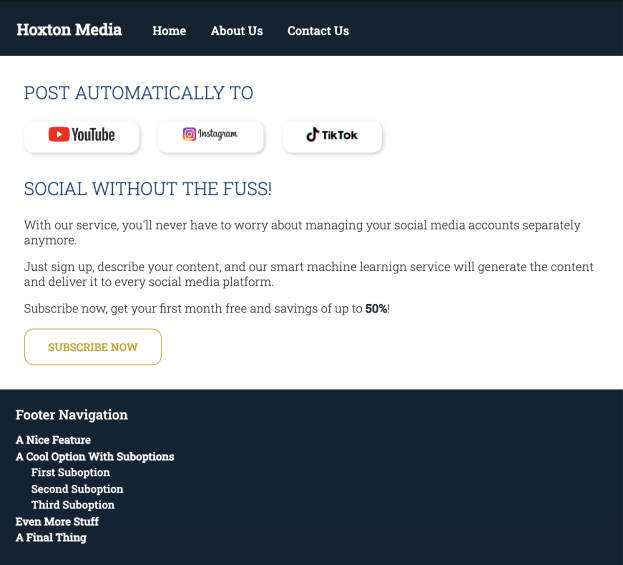 Hoxton Media Home About Us Contact Us
POST AUTOMATICALLY TO
YouTube Instagram TikTok
SOCIAL WITHOUT THE FUSS!
With our service, you'll never have to worry about managing your social media accounts separately
anymore.
Just sign up, describe your content, and our smart machine learnign service will generate the content
and deliver it to every social media platform.
Subscribe now, get your first month free and savings of up to 50%!
SUBSCRIBE NOW
Footer Navigation
A Nice Feature
A Cool Option With Suboptions
First Suboption
Second Suboption
Third Suboption
Even More Stuff
A Final Thing